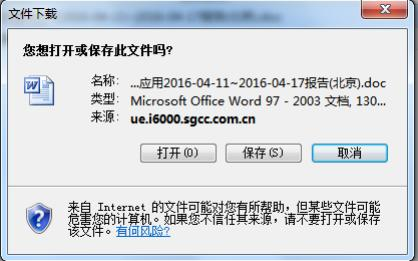 文件下载
您想打开或保存此文件吗?
名称: ...应用2016-04-11~2016-04-17报告(北京).doc
类型: Microsoft Office Word 97 - 2003 文档, 130...
来源: ue.i6000.sgcc.com.cn
打开(O) 保存(S) 取消
来自 Internet 的文件可能对您有所帮助,但某些文件可能
危害您的计算机。如果您不信任其来源,请不要打开或保存
该文件。有何风险?